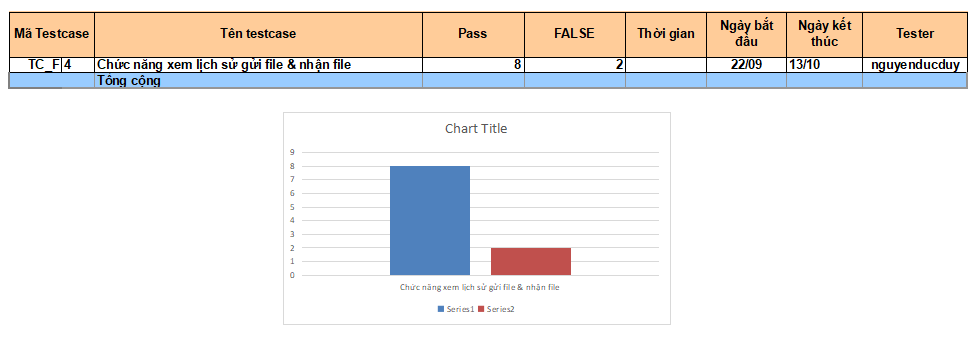 Mã Testcase Tên testcase Pass FALSE Thời gian Ngày bắt đầu Ngày kết thúc Tester
TC_F 4 Chức năng xem lịch sử gửi file & nhận file 8 2 22/09 13/10 nguyenducduy
Tổng cộng
Chart Title
9
8
7
6
5
4
3
2
1
0
Chức năng xem lịch sử gửi file & nhận file
Series1 Series2